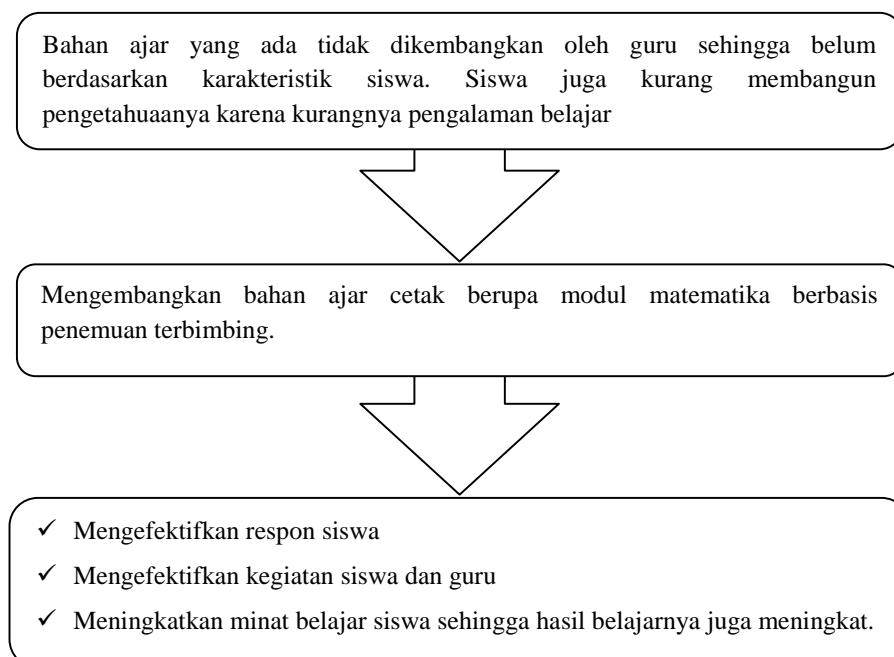 Bahan ajar yang ada tidak dikembangkan oleh guru sehingga belum
berdasarkan karakteristik siswa. Siswa juga kurang membangun
pengetahuaanya karena kurangnya pengalaman belajar
Mengembangkan bahan ajar cetak berupa modul matematika berbasis
penemuan terbimbing.
✓ Mengefektifkan respon siswa
✓ Mengefektifkan kegiatan siswa dan guru
✓ Meningkatkan minat belajar siswa sehingga hasil belajarnya juga meningkat.